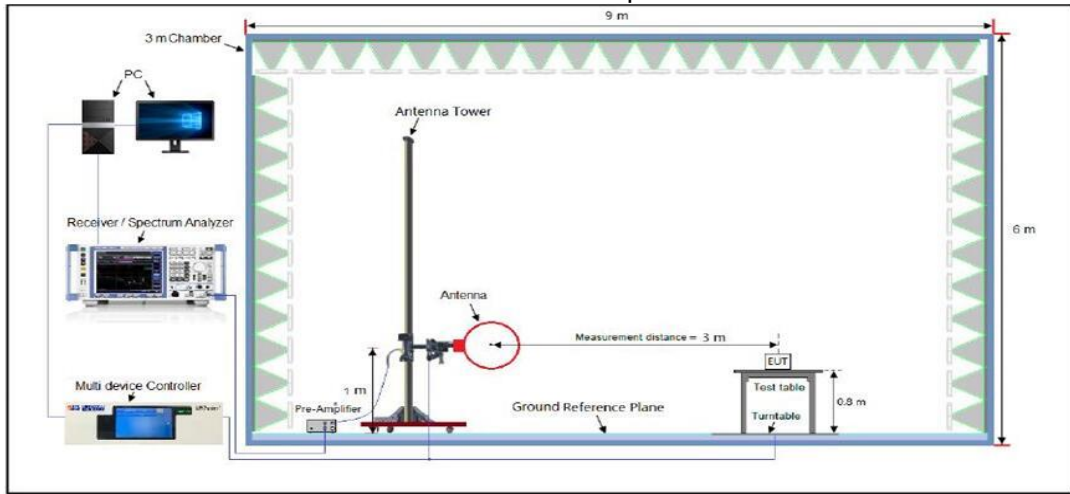 9 m
3 m Chamber
PC
Antenna Tower
Receiver / Spectrum Analyzer
6 m
Antenna
Measurement distance = 3 m
EUT
1 m
Multi device Controller
Test table
0.8 m
Pre-Amplifier
Ground Reference Plane
Turntable